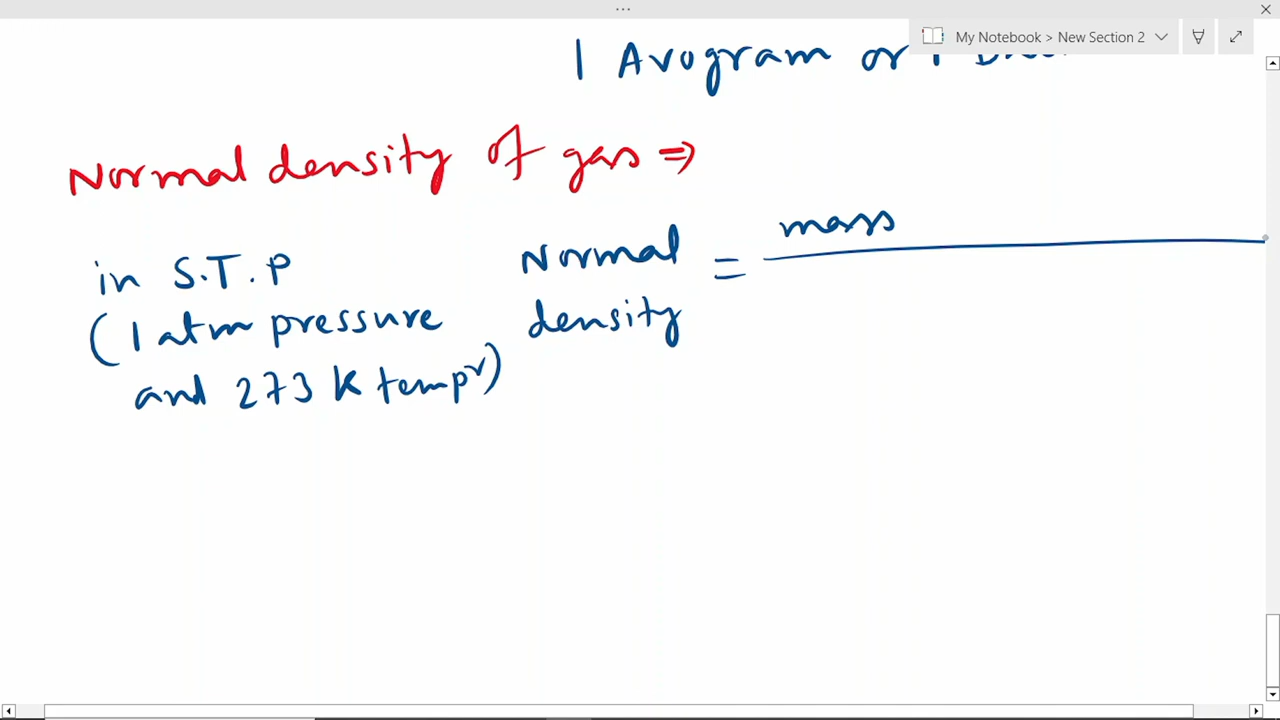 ...
My Notebook > New Section 2
1 Avogram or 1
Normal density of gas ⇒
in S.T.P
(1 atm pressure
and 273 K tempr)
Normal
density
= mass